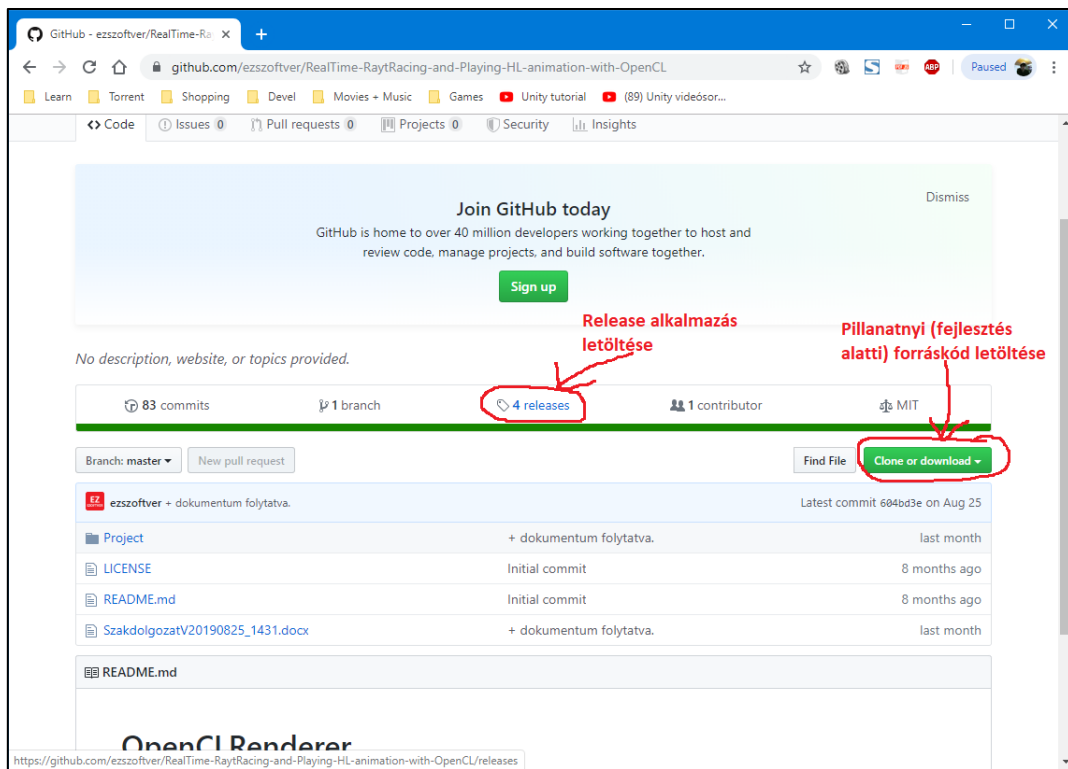 GitHub - ezszoftver/RealTime-Ra
github.com/ezszoftver/RealTime-RaytRacing-and-Playing-HL-animation-with-OpenCL
ABP
Paused
Learn Torrent Shopping Devel Movies + Music Games Unity tutorial (89) Unity videósor...
Code Issues 0 Pull requests 0 Projects 0 Security Insights
Dismiss
Join GitHub today
GitHub is home to over 40 million developers working together to host and
review code, manage projects, and build software together.
Sign up
Release alkalmazás
letöltése
Pillanatnyi (fejlesztés
alatti) forráskód letöltése
No description, website, or topics provided.
83 commits 1 branch 4 releases 1 contributor MIT
Branch: master New pull request Find File Clone or download
EZ
ezszoftver + dokumentum folytatva. Latest commit 604bd3e on Aug 25
Project + dokumentum folytatva. last month
LICENSE Initial commit 8 months ago
README.md Initial commit 8 months ago
SzakdolgozatV20190825_1431.docx + dokumentum folytatva. last month
README.md
OpenCLRenderer
https://github.com/ezszoftver/RealTime-RaytRacing-and-Playing-HL-animation-with-OpenCL/releases